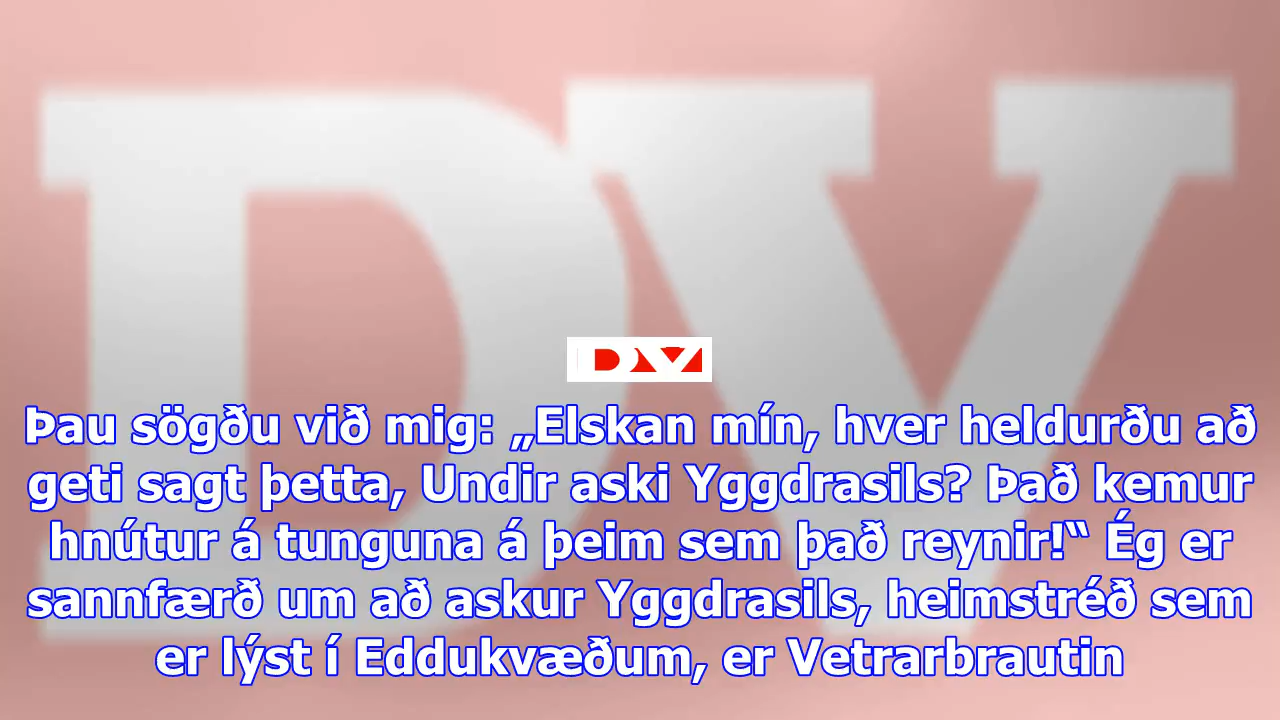 DV
DV
Þau sögðu við mig: „Elskan mín, hver heldurðu að
geti sagt þetta, Undir aski Yggdrasils? Það kemur
hnútur á tunguna á þeim sem það reynir!“ Ég er
sannfærð um að askur Yggdrasils, heimstréð sem
er lýst í Eddukvæðum, er Vetrarbrautin